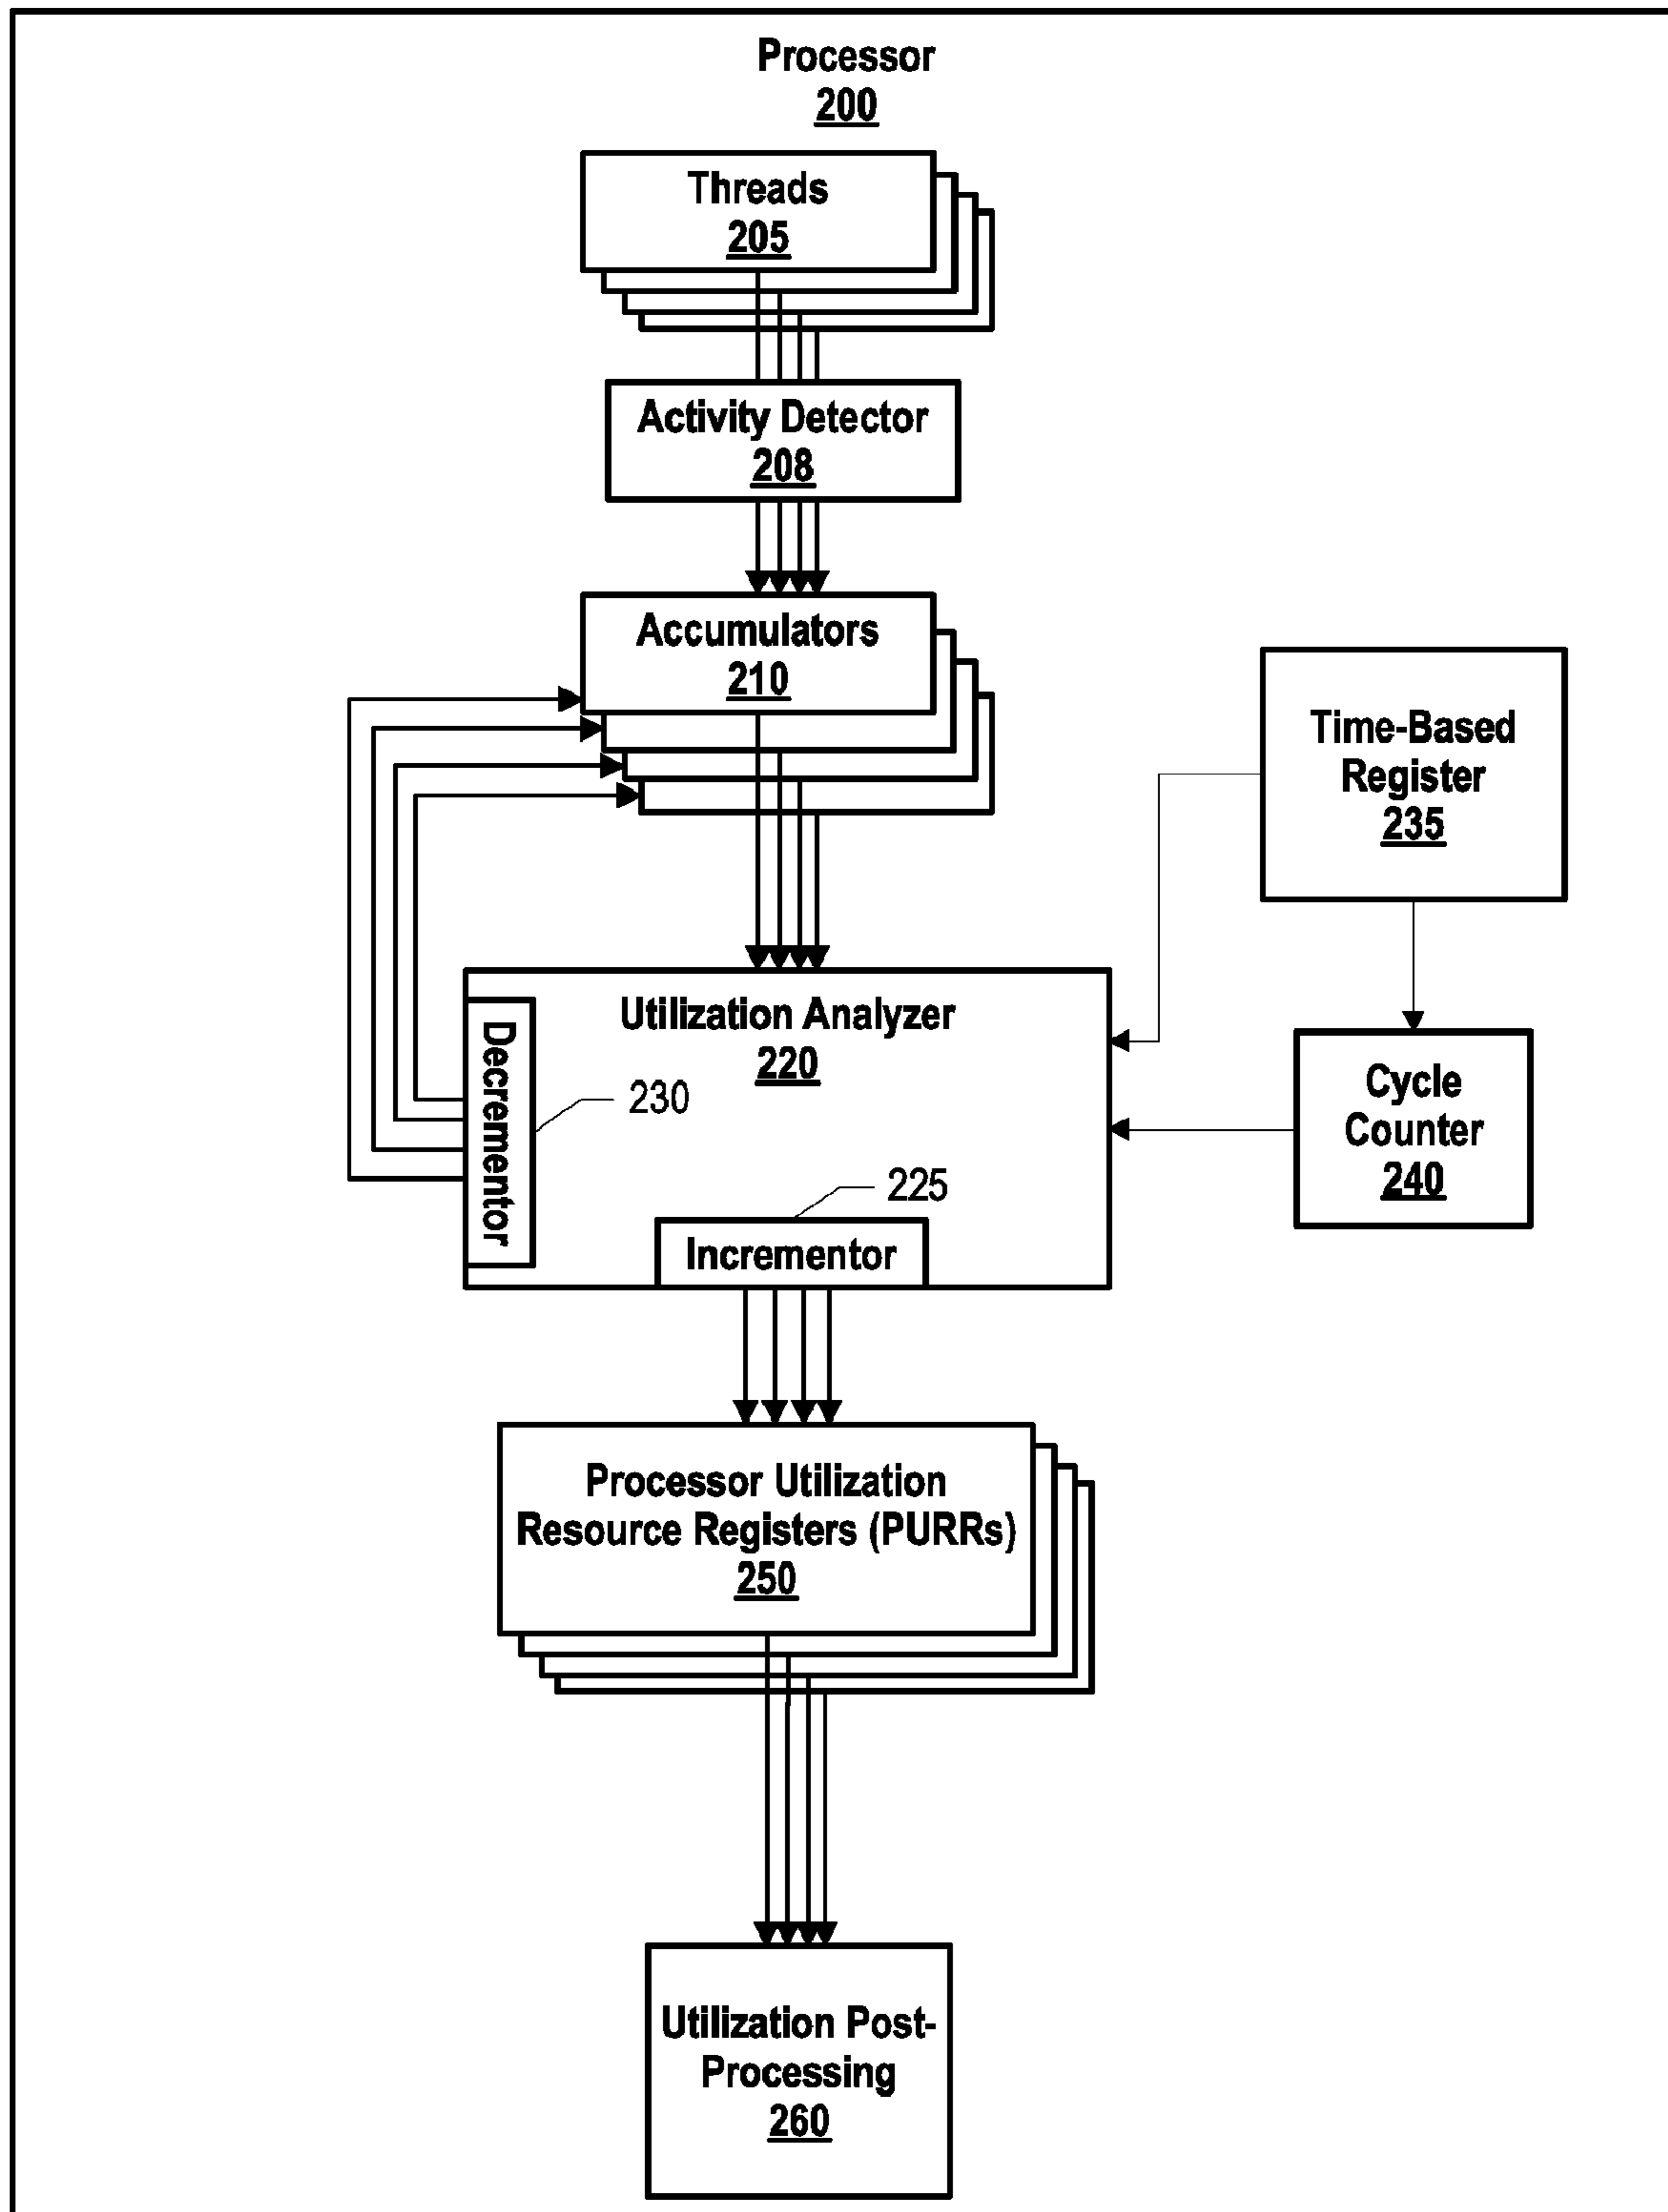 Processor
200
Threads
205
Activity Detector
208
Accumulators
210
Time-Based
Register
235
Utilization Analyzer
220
Decrementor
230
225
Incrementor
Cycle
Counter
240
Processor Utilization
Resource Registers (PURRs)
250
Utilization Post-
Processing
260